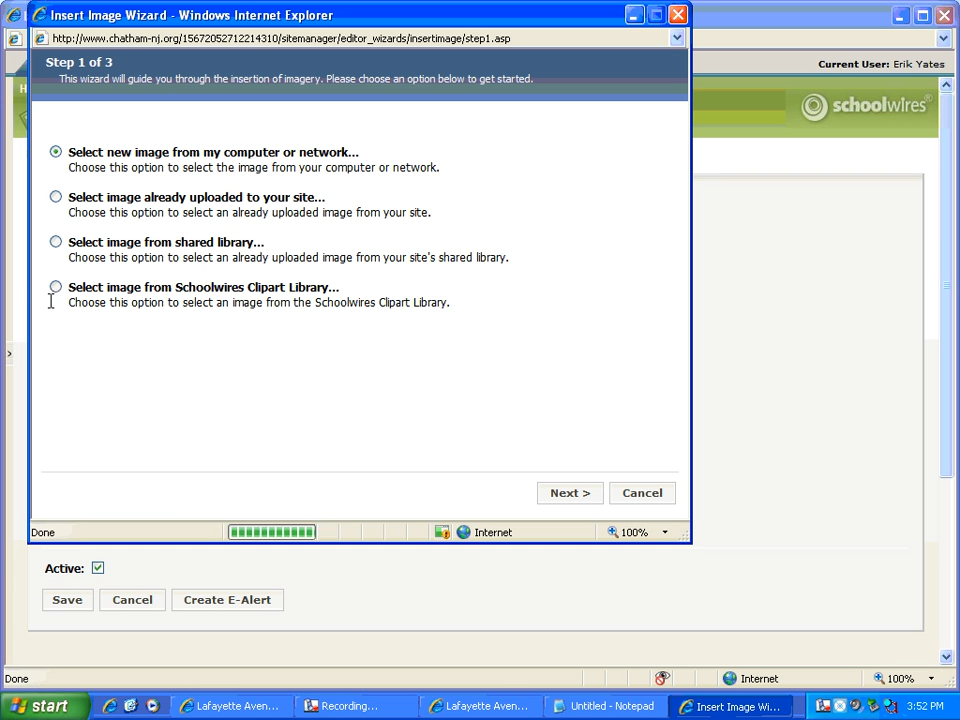 Insert Image Wizard - Windows Internet Explorer
http://www.chatham-nj.org/15672052712214310/sitemanager/editor_wizards/insertimage/step1.asp
Step 1 of 3
This wizard will guide you through the insertion of imagery. Please choose an option below to get started.
Current User: Erik Yates
H
schoolwires
Select new image from my computer or network...
Choose this option to select the image from your computer or network.
Select image already uploaded to your site...
Choose this option to select an already uploaded image from your site.
Select image from shared library...
Choose this option to select an already uploaded image from your site's shared library.
Select image from Schoolwires Clipart Library...
Choose this option to select an image from the Schoolwires Clipart Library.
Next > Cancel
Done Internet 100%
Active:
Save Cancel Create E-Alert
Done Internet 100%
start Lafayette Aven... Recording... Lafayette Aven... Untitled - Notepad Insert Image Wi... 3:52 PM